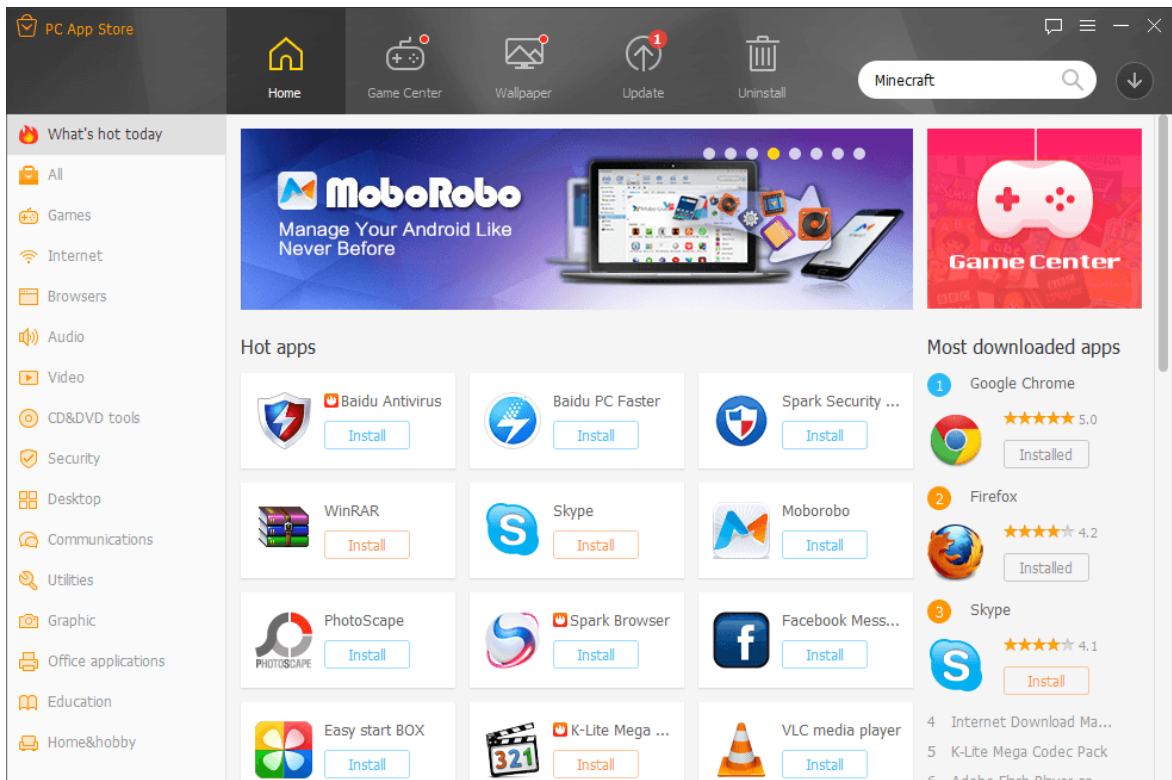 PC App Store
Home
Game Center
Wallpaper
1
Update
Uninstall
Minecraft
What's hot today
All
Games
Internet
Browsers
Audio
Video
CD&DVD tools
Security
Desktop
Communications
Utilities
Graphic
Office applications
Education
Home&hobby
MoboRobo
Manage Your Android Like
Never Before
Game Center
Hot apps
Baidu Antivirus
Install
Baidu PC Faster
Install
Spark Security ...
Install
WinRAR
Install
Skype
Install
Moborobo
Install
PHOTOSCAPE
PhotoScape
Install
Spark Browser
Install
Facebook Mess...
Install
Easy start BOX
Install
321
K-Lite Mega ...
Install
VLC media player
Install
Most downloaded apps
1
Google Chrome
5.0
Installed
2
Firefox
4.2
Installed
3
Skype
4.1
Install
4 Internet Download Ma...
5 K-Lite Mega Codec Pack